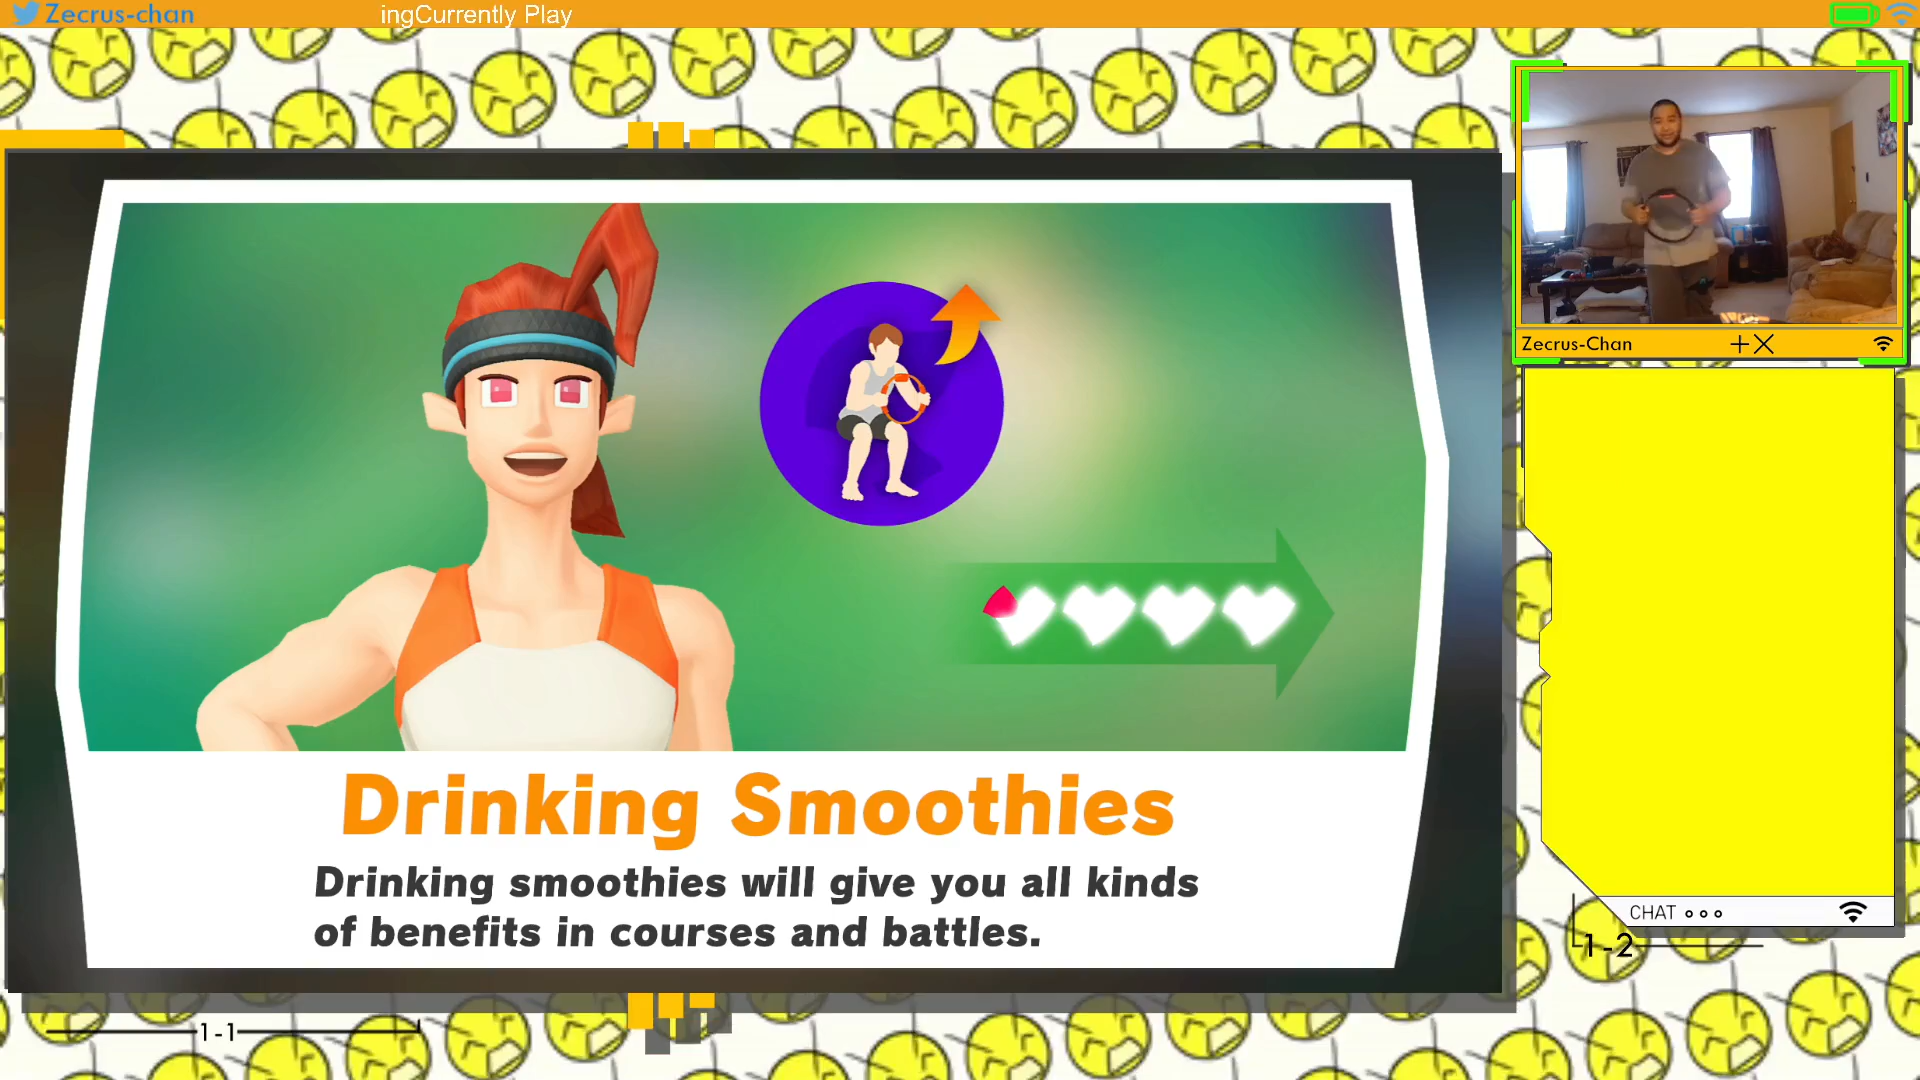 Zecrus-chan
ingCurrently Play
Zecrus-Chan
Drinking Smoothies
Drinking smoothies will give you all kinds
of benefits in courses and battles.
CHAT
1-2
1-1